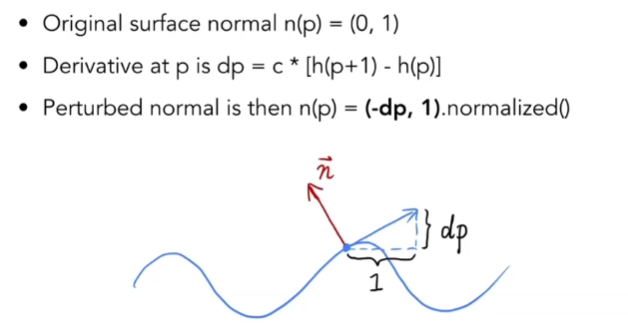 • Original surface normal n(p) = (0, 1)
• Derivative at p is dp = c * [h(p+1) - h(p)]
• Perturbed normal is then n(p) = (-dp, 1).normalized()
n⃗
} dp
1